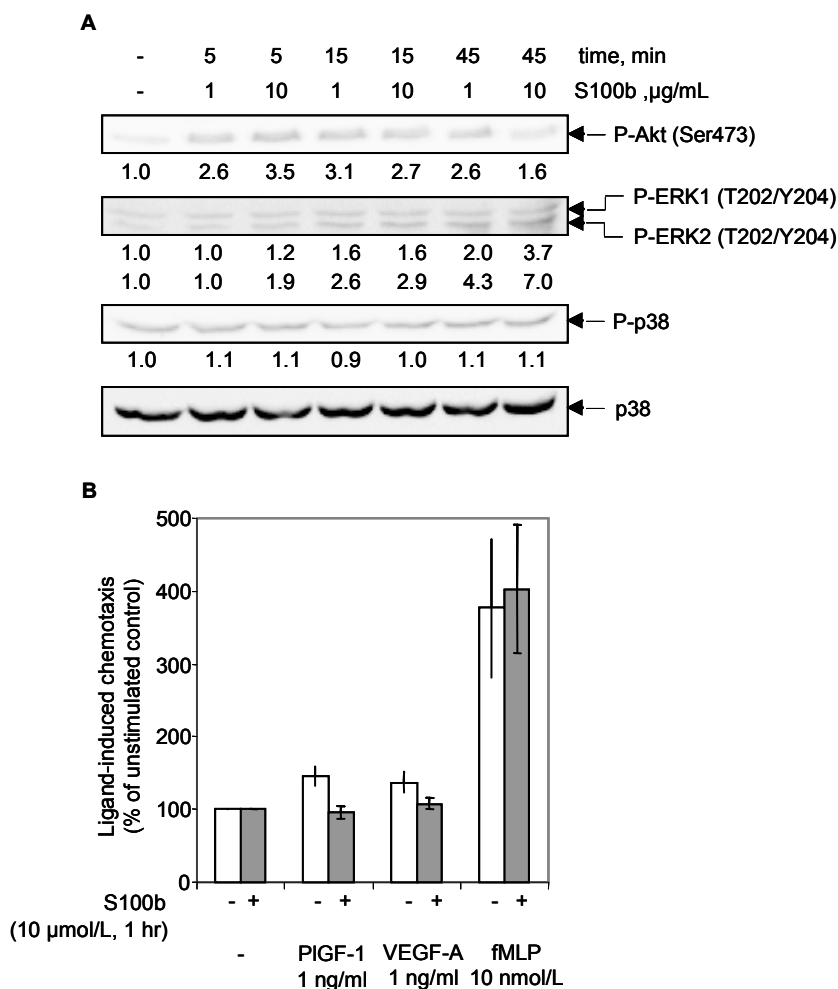 A
- 5 5 15 15 45 45 time, min
- 1 10 1 10 1 10 S100b ,µg/mL
P-Akt (Ser473)
1.0 2.6 3.5 3.1 2.7 2.6 1.6
P-ERK1 (T202/Y204)
P-ERK2 (T202/Y204)
1.0 1.0 1.2 1.6 1.6 2.0 3.7
1.0 1.0 1.9 2.6 2.9 4.3 7.0
P-p38
1.0 1.1 1.1 0.9 1.0 1.1 1.1
p38
B
Ligand-induced chemotaxis
(% of unstimulated control)
500
400
300
200
100
0
S100b - + - + - + - +
(10 µmol/L, 1 hr)
- PlGF-1 VEGF-A fMLP
1 ng/ml 1 ng/ml 10 nmol/L